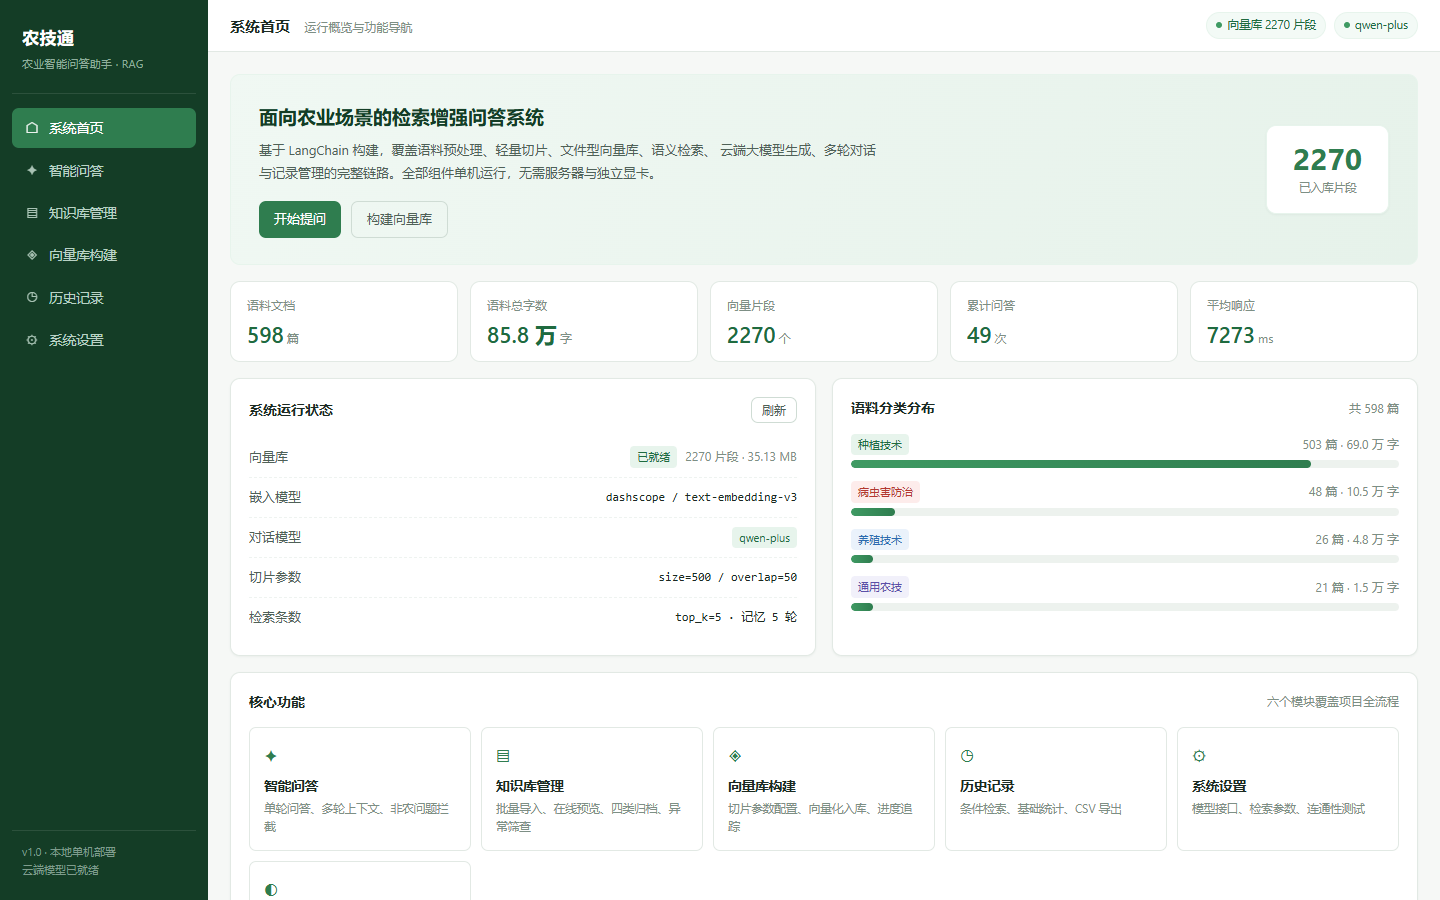 农技通
农业智能问答助手 · RAG
系统首页
智能问答
知识库管理
向量库构建
历史记录
系统设置
v1.0 · 本地单机部署
云端模型已就绪
系统首页 运行概览与功能导航
向量库 2270 片段
qwen-plus
面向农业场景的检索增强问答系统
基于 LangChain 构建，覆盖语料预处理、轻量切片、文件型向量库、语义检索、 云端大模型生成、多轮对话
与记录管理的完整链路。全部组件单机运行，无需服务器与独立显卡。
开始提问 构建向量库
2270
已入库片段
语料文档
598 篇
语料总字数
85.8 万 字
向量片段
2270 个
累计问答
49 次
平均响应
7273 ms
系统运行状态 刷新
向量库 已就绪 2270 片段 · 35.13 MB
嵌入模型 dashscope / text-embedding-v3
对话模型 qwen-plus
切片参数 size=500 / overlap=50
检索条数 top_k=5 · 记忆 5 轮
语料分类分布 共 598 篇
种植技术 503 篇 · 69.0 万 字
病虫害防治 48 篇 · 10.5 万 字
养殖技术 26 篇 · 4.8 万 字
通用农技 21 篇 · 1.5 万 字
核心功能 六个模块覆盖项目全流程
智能问答
单轮问答、多轮上下文、非农问题拦
截
知识库管理
批量导入、在线预览、四类归档、异
常筛查
向量库构建
切片参数配置、向量化入库、进度追
踪
历史记录
条件检索、基础统计、CSV 导出
系统设置
模型接口、检索参数、连通性测试